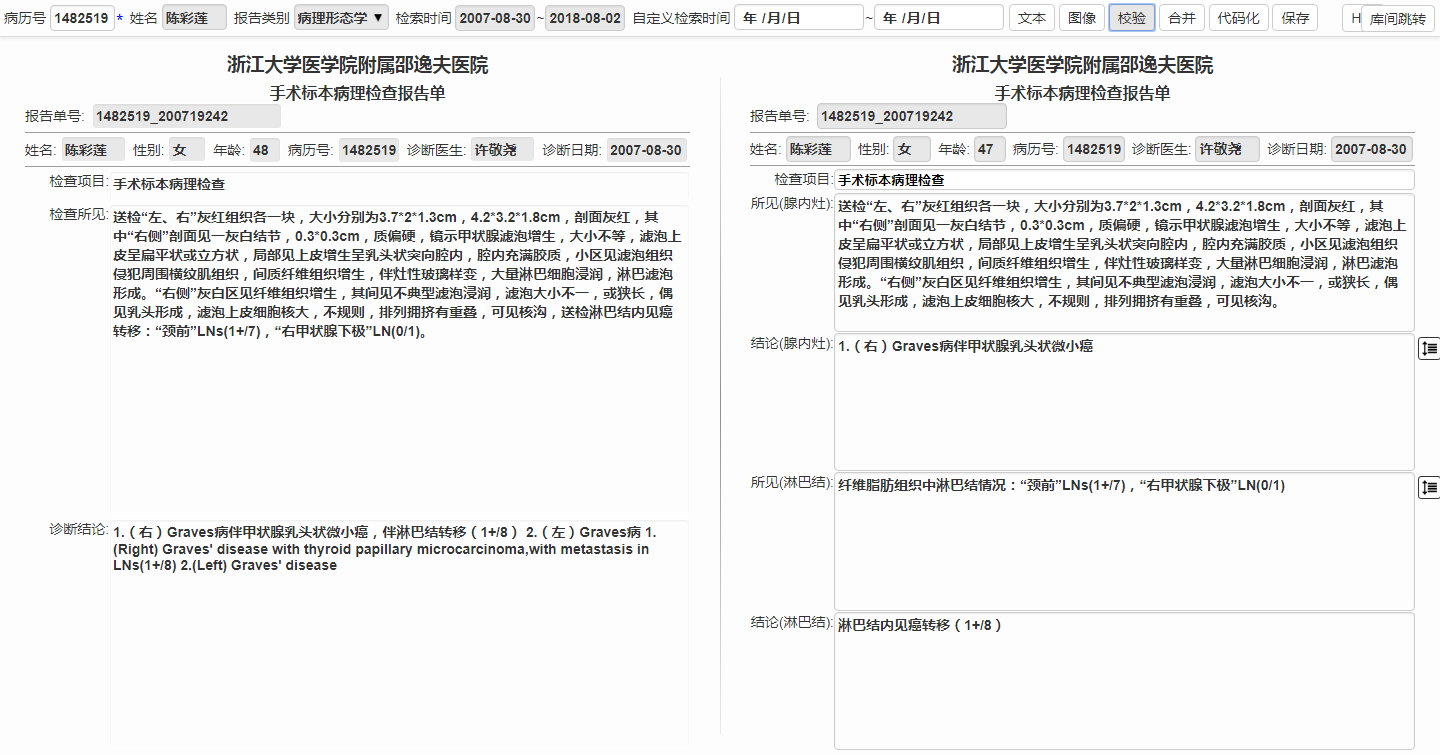 病历号 1482519 * 姓名 陈彩莲 报告类别 病理形态学 ▼ 检索时间 2007-08-30 ~ 2018-08-02 自定义检索时间 年 /月/日 ~ 年 /月/日 文本 图像 校验 合并 代码化 保存 H 库间跳转
浙江大学医学院附属邵逸夫医院
手术标本病理检查报告单
报告单号: 1482519_200719242
姓名: 陈彩莲 性别: 女 年龄: 48 病历号: 1482519 诊断医生: 许敬尧 诊断日期: 2007-08-30
检查项目: 手术标本病理检查
检查所见: 送检“左、右”灰红组织各一块，大小分别为3.7*2*1.3cm，4.2*3.2*1.8cm，剖面灰红，其
中“右侧”剖面见一灰白结节，0.3*0.3cm，质偏硬，镜示甲状腺滤泡增生，大小不等，滤泡上
皮呈扁平状或立方状，局部见上皮增生呈乳头状突向腔内，腔内充满胶质，小区见滤泡组织
侵犯周围横纹肌组织，间质纤维组织增生，伴灶性玻璃样变，大量淋巴细胞浸润，淋巴滤泡
形成。“右侧”灰白区见纤维组织增生，其间见不典型滤泡浸润，滤泡大小不一，或狭长，偶
见乳头形成，滤泡上皮细胞核大，不规则，排列拥挤有重叠，可见核沟，送检淋巴结内见癌
转移：“颈前”LNs(1+/7)，“右甲状腺下极”LN(0/1)。
诊断结论: 1.（右）Graves病伴甲状腺乳头状微小癌，伴淋巴结转移（1+/8） 2.（左）Graves病 1.
(Right) Graves' disease with thyroid papillary microcarcinoma,with metastasis in
LNs(1+/8) 2.(Left) Graves' disease
浙江大学医学院附属邵逸夫医院
手术标本病理检查报告单
报告单号: 1482519_200719242
姓名: 陈彩莲 性别: 女 年龄: 47 病历号: 1482519 诊断医生: 许敬尧 诊断日期: 2007-08-30
检查项目: 手术标本病理检查
所见(腺内灶): 送检“左、右”灰红组织各一块，大小分别为3.7*2*1.3cm，4.2*3.2*1.8cm，剖面灰红，其
中“右侧”剖面见一灰白结节，0.3*0.3cm，质偏硬，镜示甲状腺滤泡增生，大小不等，滤泡上
皮呈扁平状或立方状，局部见上皮增生呈乳头状突向腔内，腔内充满胶质，小区见滤泡组织
侵犯周围横纹肌组织，间质纤维组织增生，伴灶性玻璃样变，大量淋巴细胞浸润，淋巴滤泡
形成。“右侧”灰白区见纤维组织增生，其间见不典型滤泡浸润，滤泡大小不一，或狭长，偶
见乳头形成，滤泡上皮细胞核大，不规则，排列拥挤有重叠，可见核沟。
结论(腺内灶): 1.（右）Graves病伴甲状腺乳头状微小癌
所见(淋巴结): 纤维脂肪组织中淋巴结情况：“颈前”LNs(1+/7)，“右甲状腺下极”LN(0/1)
结论(淋巴结): 淋巴结内见癌转移（1+/8）